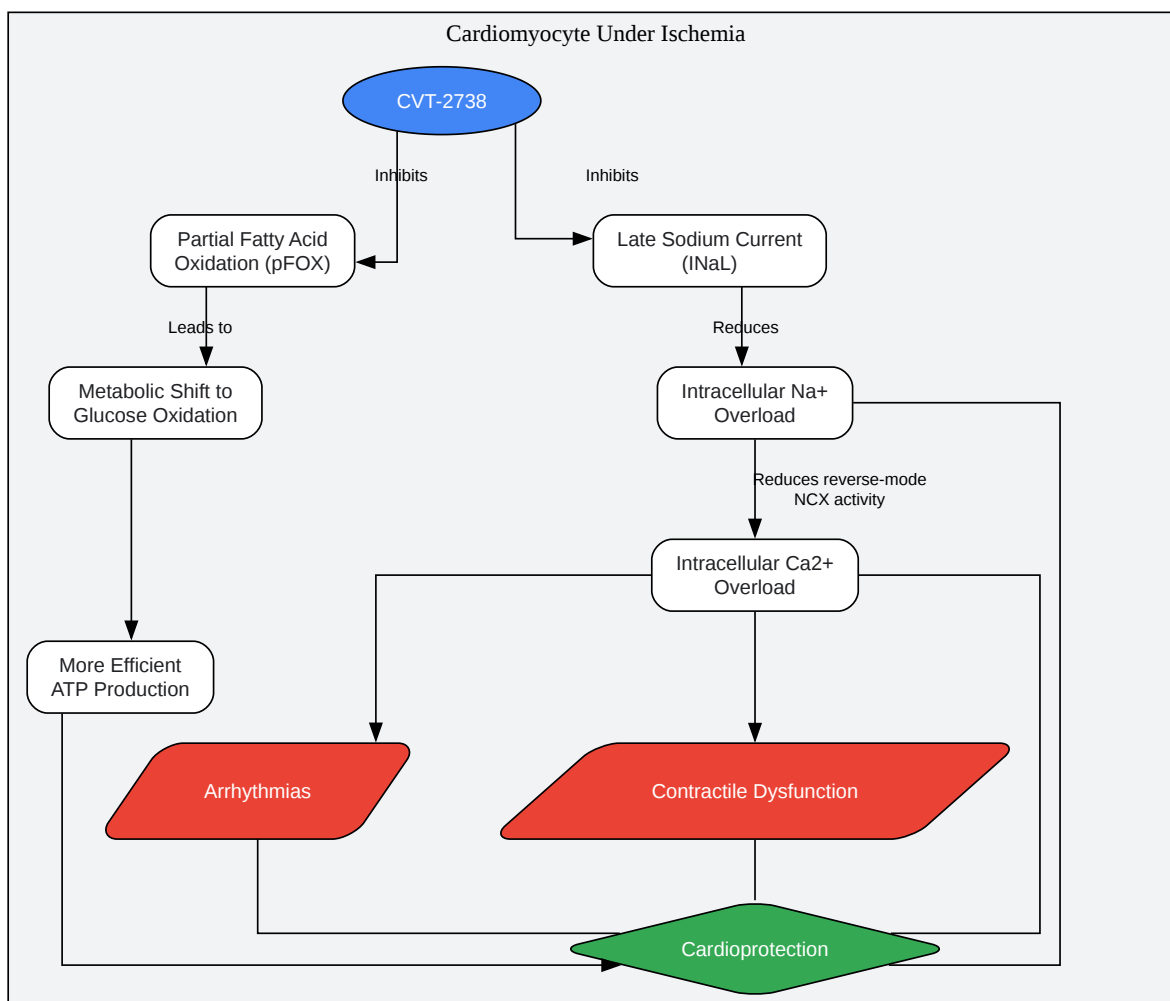 Cardiomyocyte Under Ischemia
CVT-2738
Inhibits
Inhibits
Partial Fatty Acid
Oxidation (pFOX)
Late Sodium Current
(INaL)
Leads to
Reduces
Metabolic Shift to
Glucose Oxidation
Intracellular Na+
Overload
Reduces reverse-mode
NCX activity
Intracellular Ca2+
Overload
More Efficient
ATP Production
Arrhythmias
Contractile Dysfunction
Cardioprotection